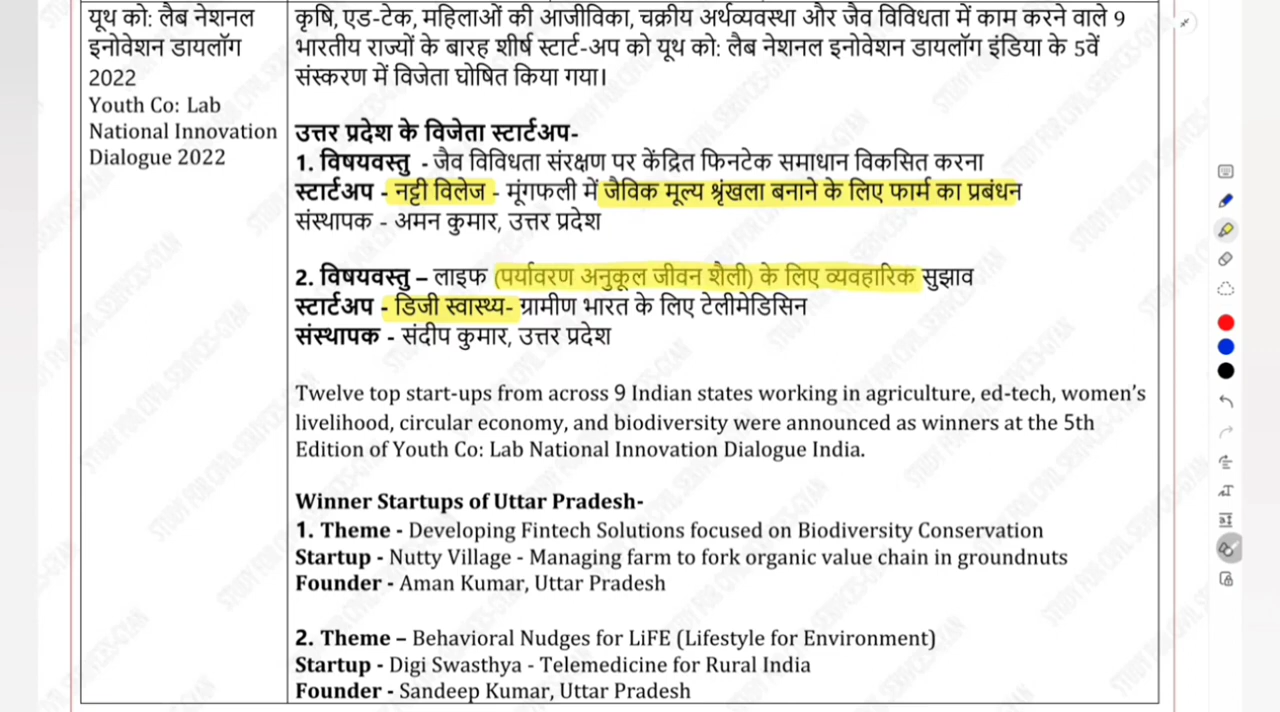 यूथ को: लैब नेशनल
इनोवेशन डायलॉग
2022
Youth Co: Lab
National Innovation
Dialogue 2022
कृषि, एड-टेक, महिलाओं की आजीविका, चक्रीय अर्थव्यवस्था और जैव विविधता में काम करने वाले 9
भारतीय राज्यों के बारह शीर्ष स्टार्ट-अप को यूथ को: लैब नेशनल इनोवेशन डायलॉग इंडिया के 5वें
संस्करण में विजेता घोषित किया गया।
उत्तर प्रदेश के विजेता स्टार्टअप-
1. विषयवस्तु - जैव विविधता संरक्षण पर केंद्रित फिनटेक समाधान विकसित करना
स्टार्टअप - नट्टी विलेज - मूंगफली में जैविक मूल्य श्रृंखला बनाने के लिए फार्म का प्रबंधन
संस्थापक - अमन कुमार, उत्तर प्रदेश
2. विषयवस्तु – लाइफ (पर्यावरण अनुकूल जीवन शैली) के लिए व्यवहारिक सुझाव
स्टार्टअप - डिजी स्वास्थ्य- ग्रामीण भारत के लिए टेलीमेडिसिन
संस्थापक - संदीप कुमार, उत्तर प्रदेश
Twelve top start-ups from across 9 Indian states working in agriculture, ed-tech, women’s
livelihood, circular economy, and biodiversity were announced as winners at the 5th
Edition of Youth Co: Lab National Innovation Dialogue India.
Winner Startups of Uttar Pradesh-
1. Theme - Developing Fintech Solutions focused on Biodiversity Conservation
Startup - Nutty Village - Managing farm to fork organic value chain in groundnuts
Founder - Aman Kumar, Uttar Pradesh
2. Theme – Behavioral Nudges for LiFE (Lifestyle for Environment)
Startup - Digi Swasthya - Telemedicine for Rural India
Founder - Sandeep Kumar, Uttar Pradesh
STUDY FOR CIVIL SERVICES-GYAN